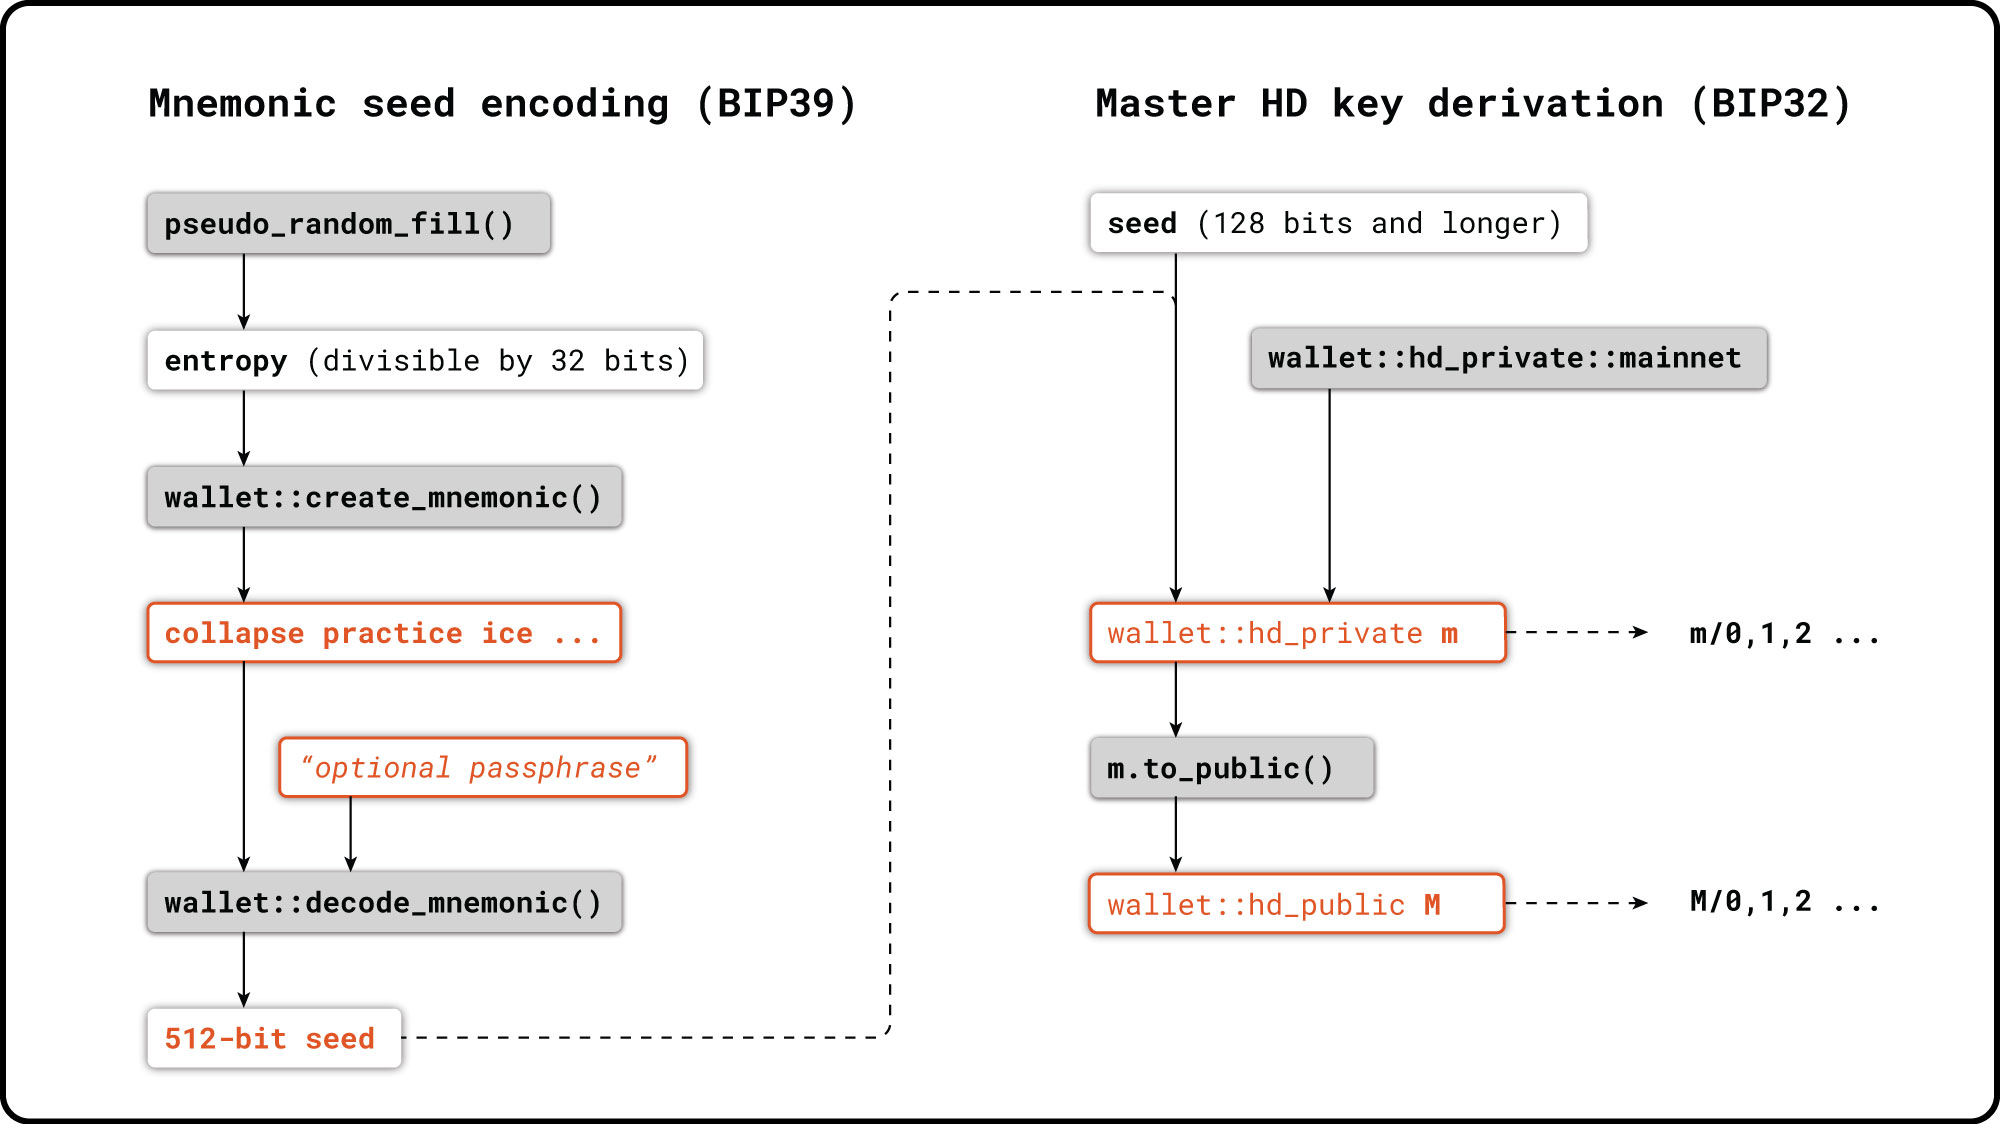 Mnemonic seed encoding (BIP39)
pseudo_random_fill()
entropy (divisible by 32 bits)
wallet::create_mnemonic()
collapse practice ice ...
“optional passphrase”
wallet::decode_mnemonic()
512-bit seed
Master HD key derivation (BIP32)
seed (128 bits and longer)
wallet::hd_private::mainnet
wallet::hd_private m
m/0,1,2 ...
m.to_public()
wallet::hd_public M
M/0,1,2 ...